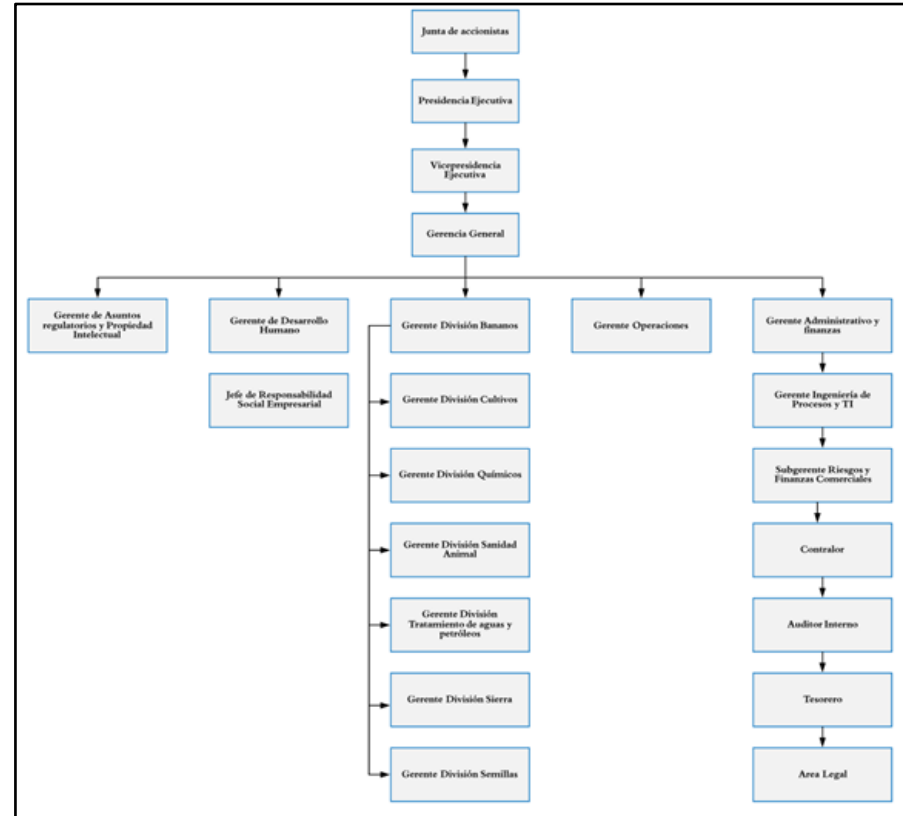 Junta de accionistas
Presidencia Ejecutiva
Vicepresidencia
Ejecutiva
Gerencia General
Gerente de Asuntos
regulatorios y Propiedad
Intelectual
Gerente de Desarrollo
Humano
Gerente División Bananos
Gerente Operaciones
Gerente Administrativo y
finanzas
Jefe de Responsabilidad
Social Empresarial
Gerente División Cultivos
Gerente Ingeniería de
Procesos y TI
Gerente División Químicos
Subgerente Riesgos y
Finanzas Comerciales
Gerente División Sanidad
Animal
Contralor
Gerente División
Tratamiento de aguas y
petróleos
Auditor Interno
Gerente División Sierra
Tesorero
Gerente División Semillas
Area Legal